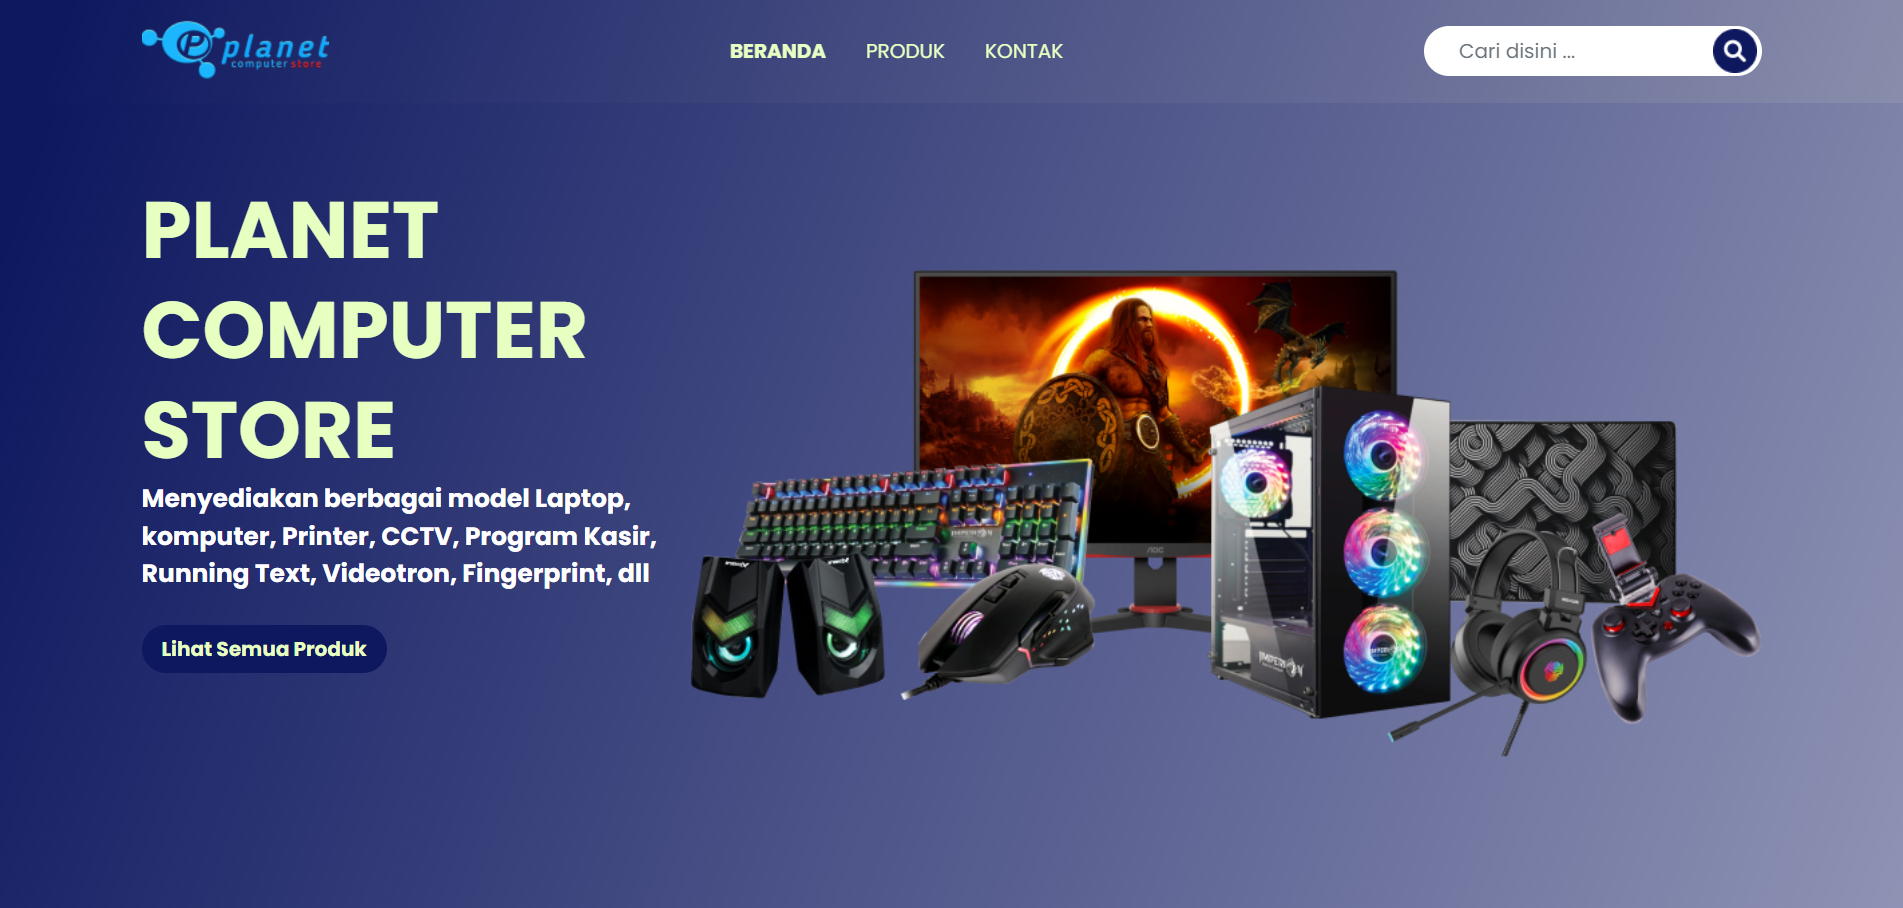 planet
computer store
BERANDA PRODUK KONTAK
Cari disini ...
PLANET
COMPUTER
STORE
Menyediakan berbagai model Laptop,
komputer, Printer, CCTV, Program Kasir,
Running Text, Videotron, Fingerprint, dll
Lihat Semua Produk
AOC